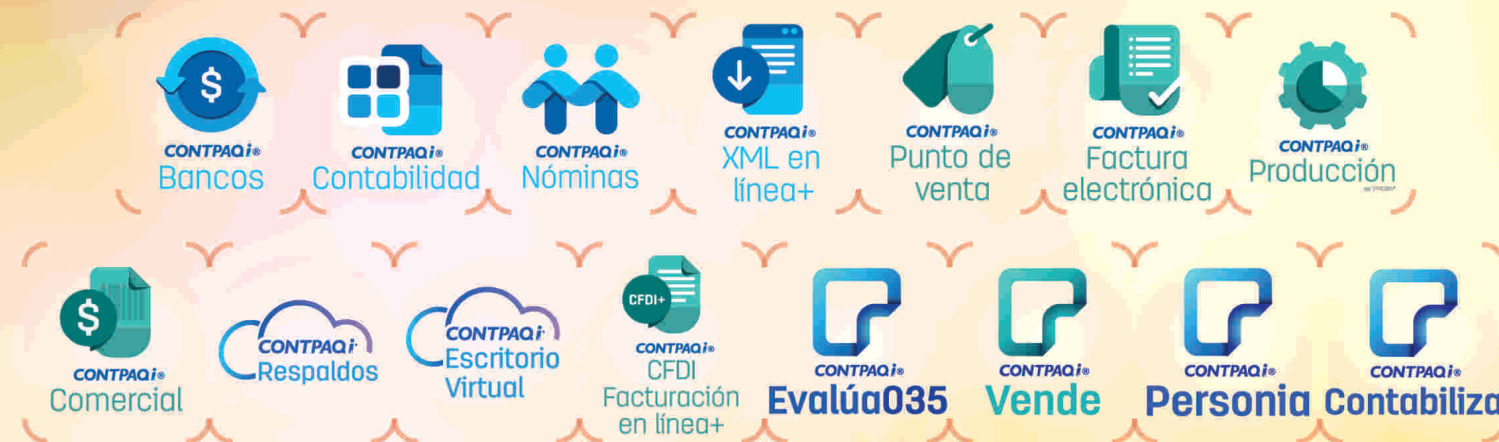 CONTPAQi®
Bancos
CONTPAQi®
Contabilidad
CONTPAQi®
Nóminas
CONTPAQi®
XML en
línea+
CONTPAQi®
Punto de
venta
CONTPAQi®
Factura
electrónica
CONTPAQi®
Producción
$
$
CONTPAQi®
Comercial
CONTPAQi
Respaldos
CONTPAQi
Escritorio
Virtual
CFDI+
CONTPAQi®
CFDI
Facturación
en línea+
CONTPAQi®
Evalúa035
CONTPAQi®
Vende
CONTPAQi®
Personia
CONTPAQi®
Contabiliza